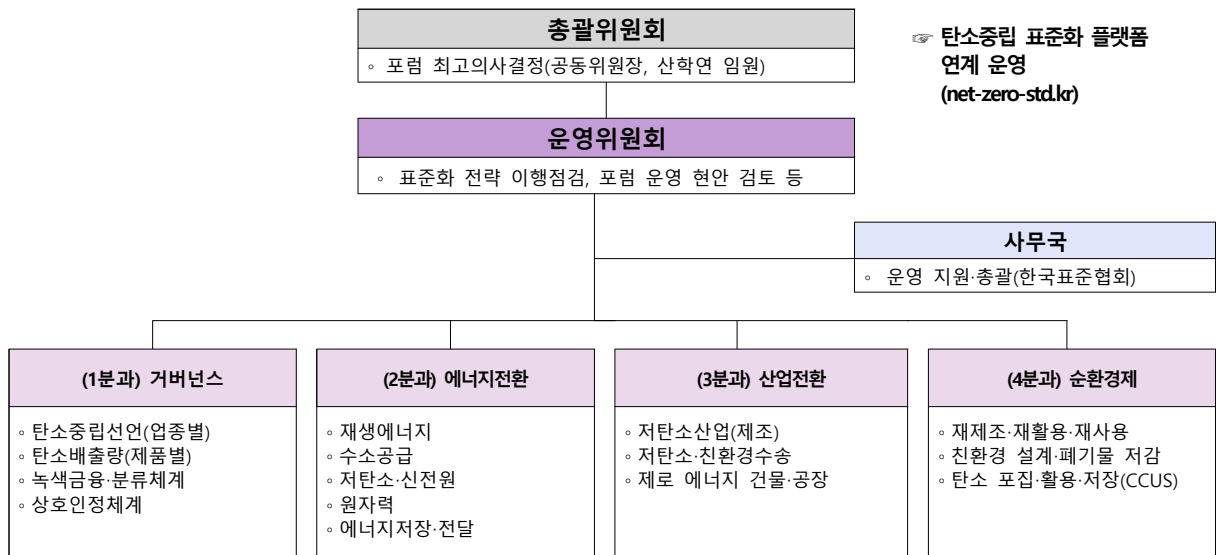 총괄위원회
◦ 포럼 최고의사결정(공동위원장, 산학연 임원)
☞ 탄소중립 표준화 플랫폼
연계 운영
(net-zero-std.kr)
운영위원회
◦ 표준화 전략 이행점검, 포럼 운영 현안 검토 등
사무국
◦ 운영 지원·총괄(한국표준협회)
(1분과) 거버넌스
◦ 탄소중립선언(업종별)
◦ 탄소배출량(제품별)
◦ 녹색금융·분류체계
◦ 상호인정체계
(2분과) 에너지전환
◦ 재생에너지
◦ 수소공급
◦ 저탄소·신전원
◦ 원자력
◦ 에너지저장·전달
(3분과) 산업전환
◦ 저탄소산업(제조)
◦ 저탄소·친환경수송
◦ 제로 에너지 건물·공장
(4분과) 순환경제
◦ 재제조·재활용·재사용
◦ 친환경 설계·폐기물 저감
◦ 탄소 포집·활용·저장(CCUS)